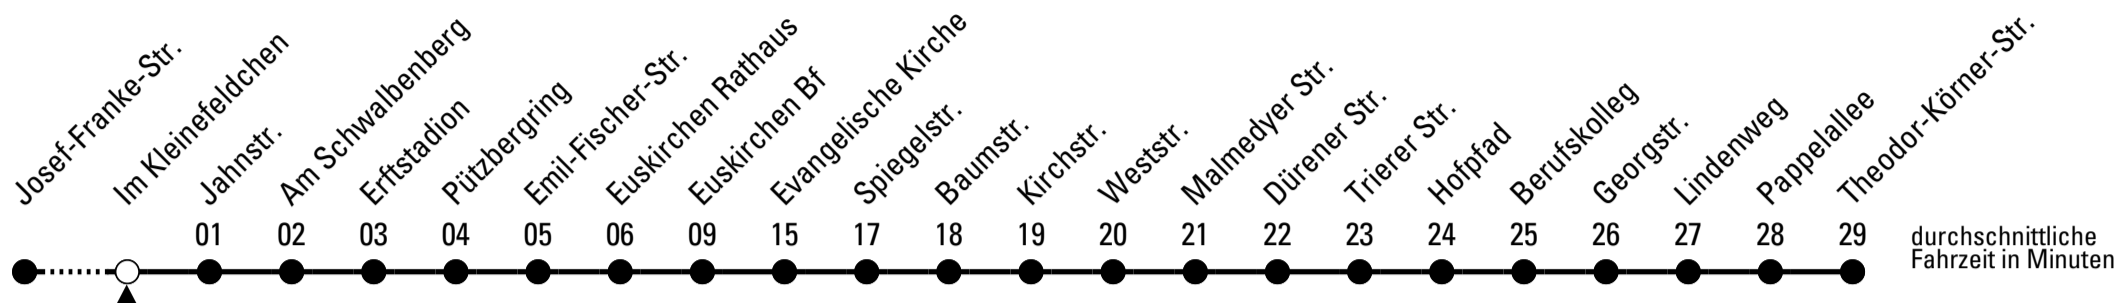 Josef-Franke-Str.
Im Kleinefeldchen
Jahnstr.
Am Schwalbenberg
Erftstadion
Pützbergring
Emil-Fischer-Str.
Euskirchen Rathaus
Euskirchen Bf
Evangelische Kirche
Spiegelstr.
Baumstr.
Kirchstr.
Weststr.
Malmedyer Str.
Dürener Str.
Trierer Str.
Hofpfad
Berufskolleg
Georgstr.
Lindenweg
Pappelallee
Theodor-Körner-Str.
01 02 03 04 05 06 09 15 17 18 19 20 21 22 23 24 25 26 27 28 29
durchschnittliche
Fahrzeit in Minuten